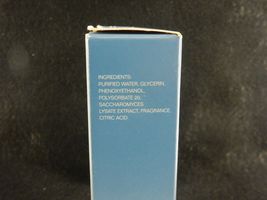 INGREDIENTS:
PURIFIED WATER, GLYCERIN,
PHENOXYETHANOL,
POLYSORBATE 20,
SACCHAROMYCES
LYSATE EXTRACT, FRAGRANCE,
CITRIC ACID.